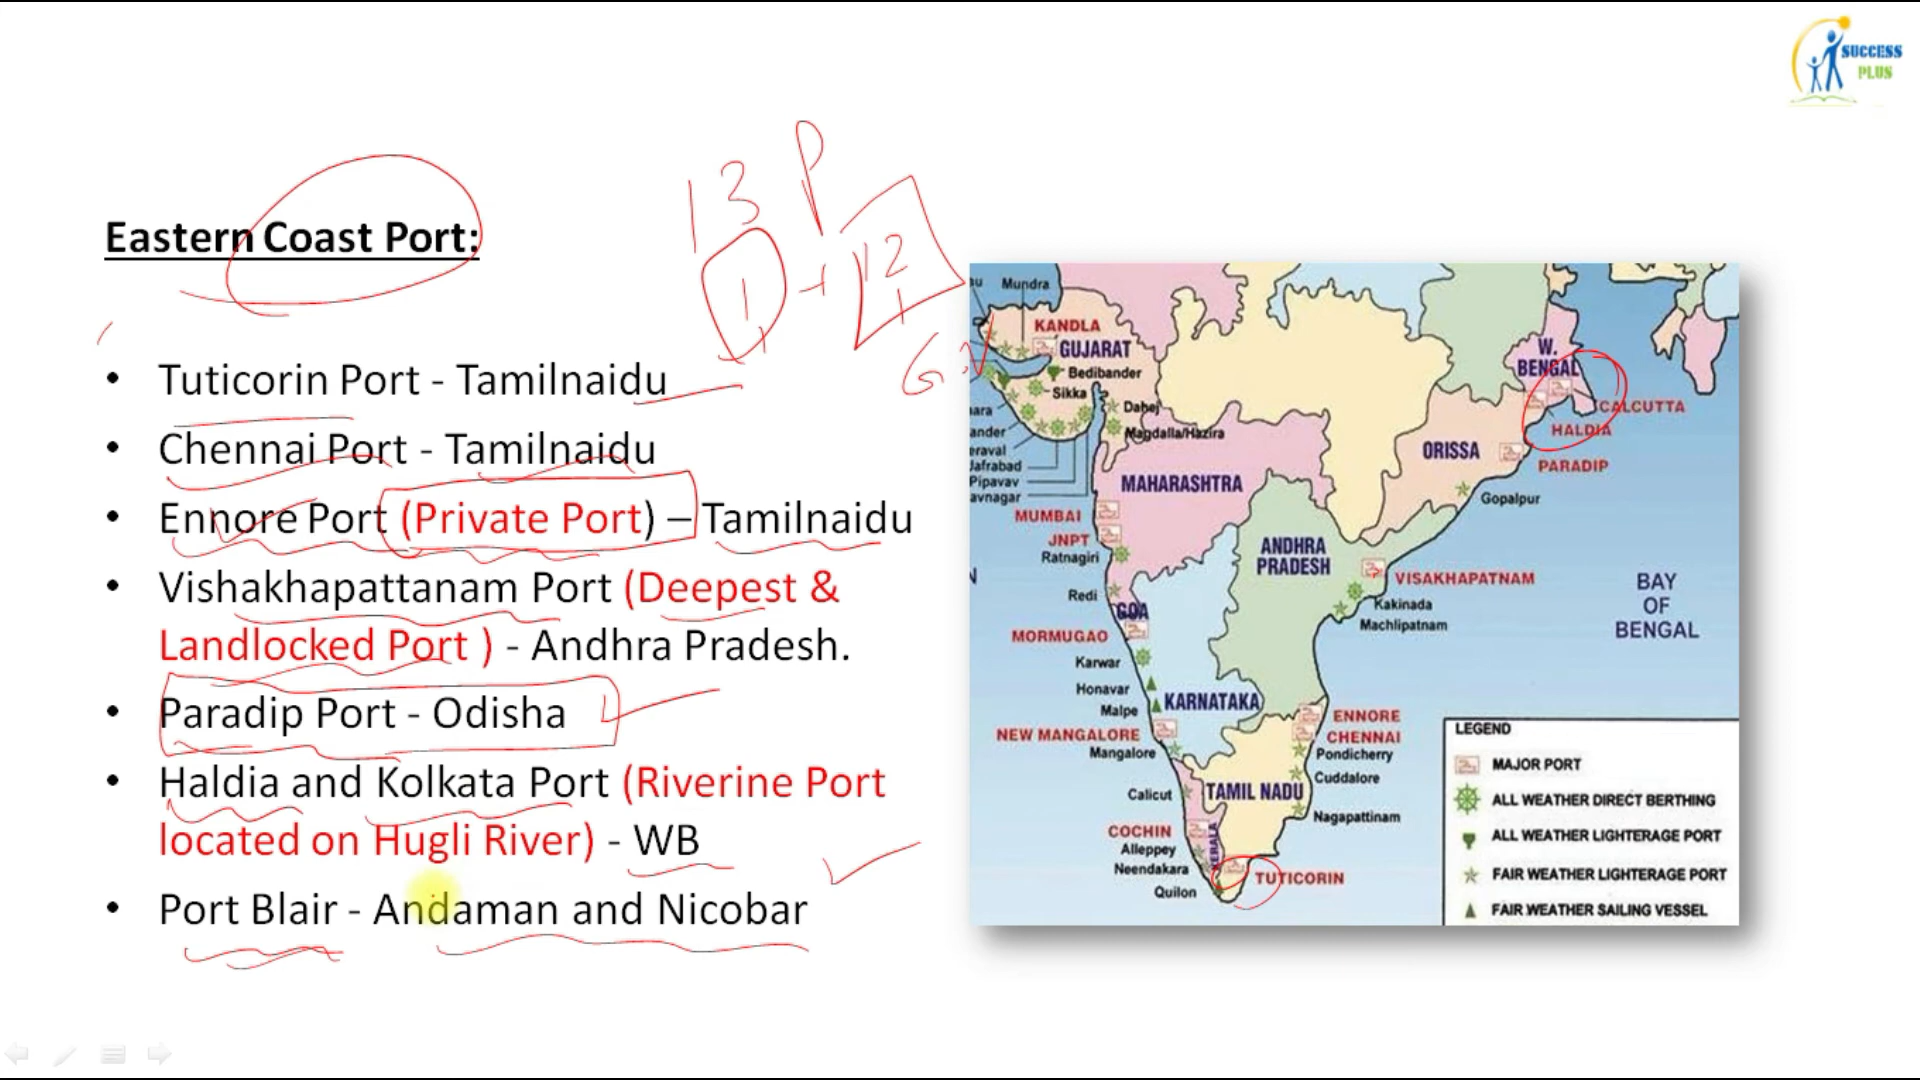 SUCCESS
PLUS
Eastern Coast Port:
13 P
1 + 12
• Tuticorin Port - Tamilnaidu
• Chennai Port - Tamilnaidu
• Ennore Port (Private Port) – Tamilnaidu
• Vishakhapattanam Port (Deepest &
Landlocked Port ) - Andhra Pradesh.
• Paradip Port - Odisha
• Haldia and Kolkata Port (Riverine Port
located on Hugli River) - WB
• Port Blair - Andaman and Nicobar
Mundra
KANDLA
GUJARAT
Bedibander
Sikka
Dahej
Magdalla/Hazira
ander
eraval
Jafrabad
Pipavav
avnagar
W.
BENGAL
CALCUTTA
HALDIA
ORISSA
PARADIP
Gopalpur
MAHARASHTRA
MUMBAI
JNPT
Ratnagiri
ANDHRA
PRADESH
VISAKHAPATNAM
Kakinada
Machlipatnam
BAY
OF
BENGAL
Redi
GOA
MORMUGAO
Karwar
Honavar
Malpe
KARNATAKA
NEW MANGALORE
Mangalore
ENNORE
CHENNAI
Pondicherry
Cuddalore
Nagapattinam
Calicut
TAMIL NADU
COCHIN
KERALA
Alleppey
Neendakara
Quilon
TUTICORIN
LEGEND
MAJOR PORT
ALL WEATHER DIRECT BERTHING
ALL WEATHER LIGHTERAGE PORT
FAIR WEATHER LIGHTERAGE PORT
FAIR WEATHER SAILING VESSEL